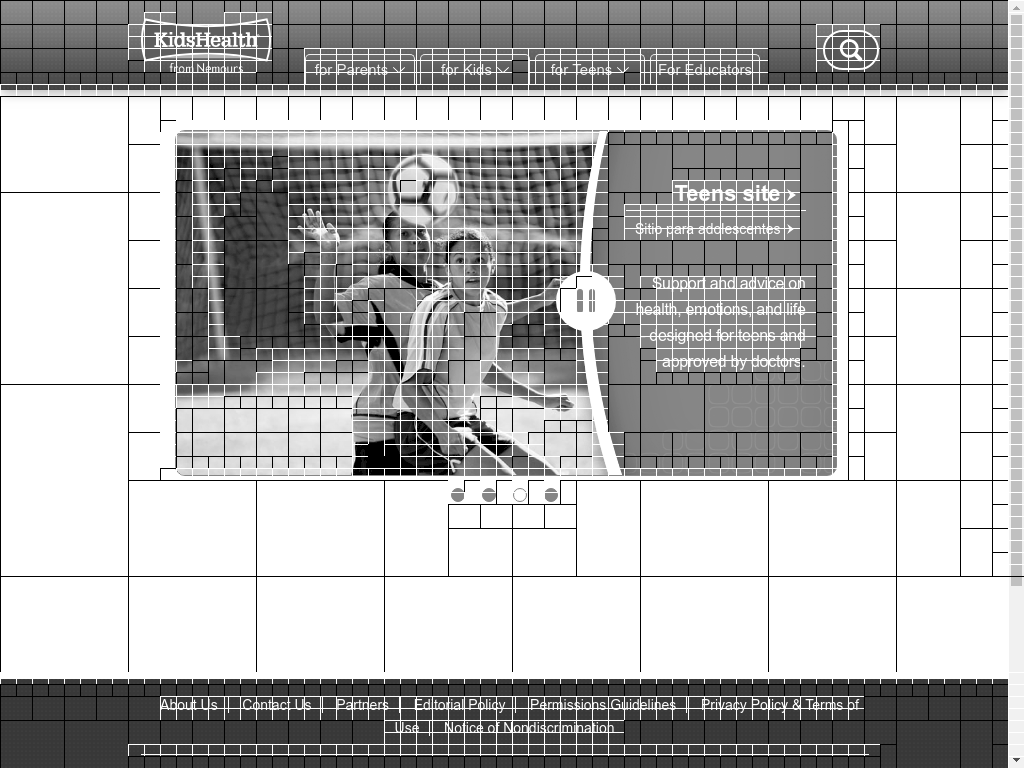 KidsHealth
from Nemours
for Parents
for Kids
for Teens
For Educators
Teens site
Sitio para adolescentes
Support and advice on
health, emotions, and life
designed for teens and
approved by doctors.
About Us | Contact Us | Partners | Editorial Policy | Permissions Guidelines | Privacy Policy & Terms of
Use | Notice of Nondiscrimination